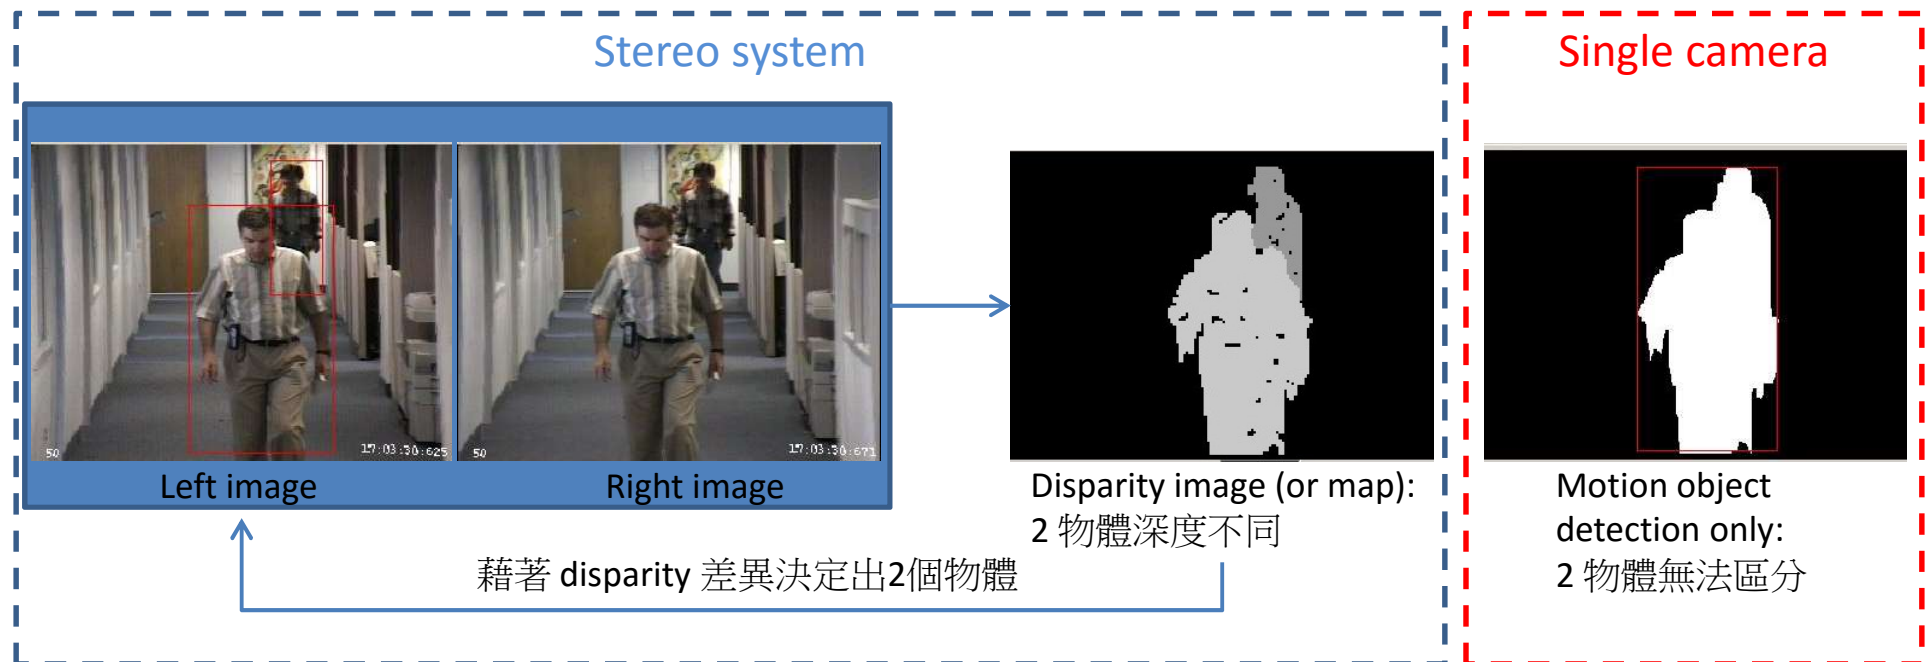 Stereo system
Single camera
50
17:03:30:625
50
17:03:30:671
Left image
Right image
Disparity image (or map):
2 物體深度不同
Motion object
detection only:
2 物體無法區分
藉著 disparity 差異決定出2個物體